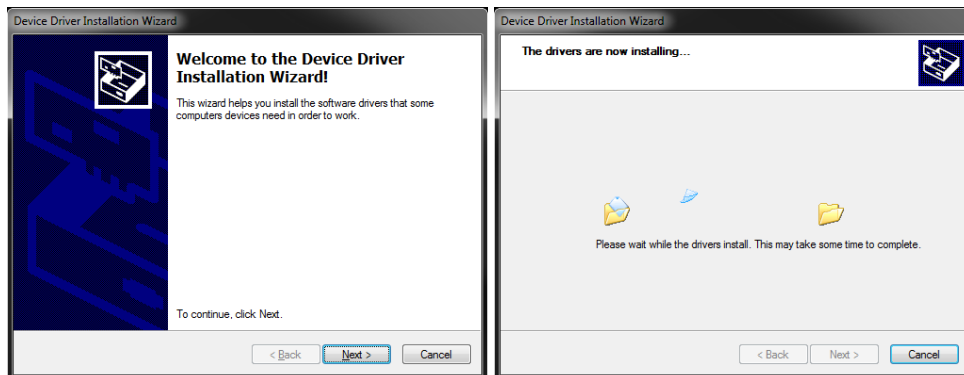 Device Driver Installation Wizard
Welcome to the Device Driver
Installation Wizard!
This wizard helps you install the software drivers that some
computers devices need in order to work.
To continue, click Next.
< Back
Next >
Cancel
Device Driver Installation Wizard
The drivers are now installing...
Please wait while the drivers install. This may take some time to complete.
< Back
Next >
Cancel